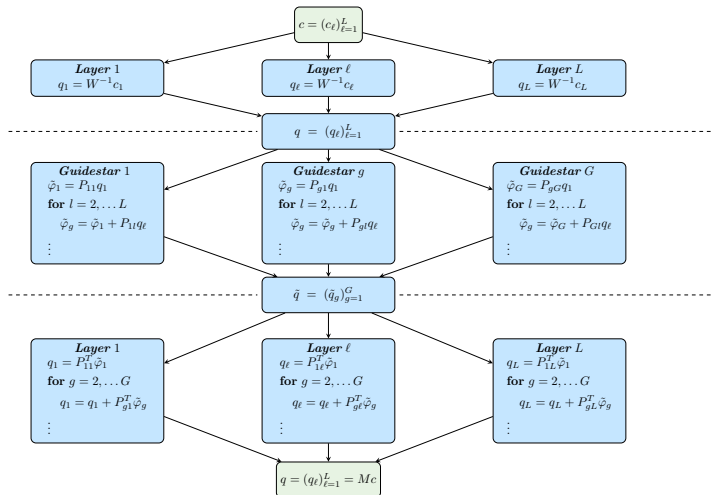 c = (c_ℓ)_{ℓ=1}^L
Layer 1
q_1 = W^{-1}c_1
Layer ℓ
q_ℓ = W^{-1}c_ℓ
Layer L
q_L = W^{-1}c_L
q = (q_ℓ)_{ℓ=1}^L
Guidestar 1
φ̃_1 = P_{11}q_1
for l = 2, … L
φ̃_g = φ̃_1 + P_{1l}q_ℓ
⋮
Guidestar g
φ̃_g = P_{g1}q_1
for l = 2, … L
φ̃_g = φ̃_g + P_{gl}q_ℓ
⋮
Guidestar G
φ̃_G = P_{gG}q_1
for l = 2, … L
φ̃_g = φ̃_G + P_{Gl}q_ℓ
⋮
q̃ = (q̃_g)_{g=1}^G
Layer 1
q_1 = P_{11}^T φ̃_1
for g = 2, … G
q_1 = q_1 + P_{g1}^T φ̃_g
⋮
Layer ℓ
q_ℓ = P_{1ℓ}^T φ̃_1
for g = 2, … G
q_ℓ = q_ℓ + P_{gℓ}^T φ̃_g
⋮
Layer L
q_L = P_{1L}^T φ̃_1
for g = 2, … G
q_L = q_L + P_{gL}^T φ̃_g
⋮
q = (q_ℓ)_{ℓ=1}^L = Mc